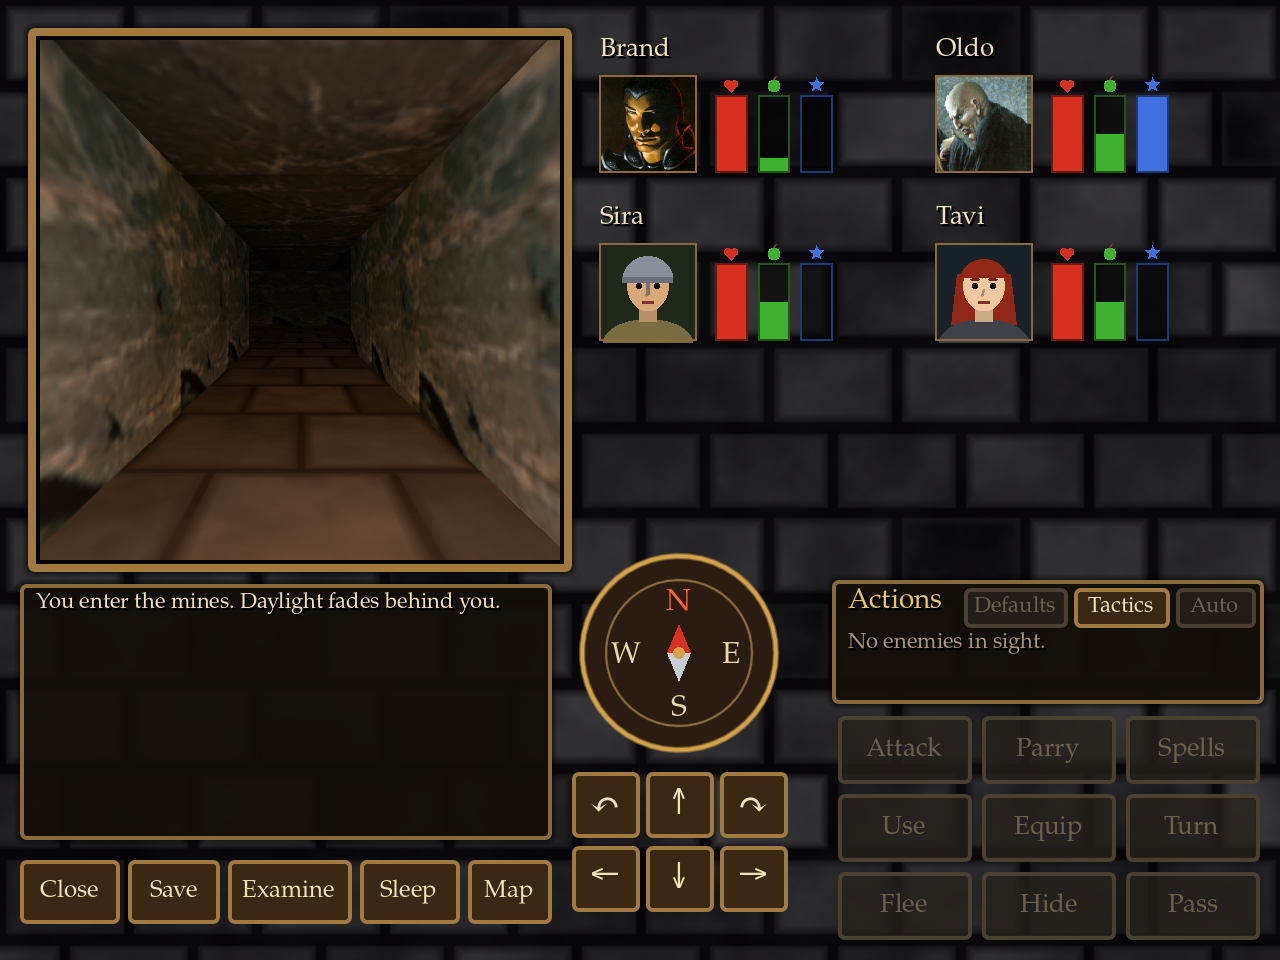 Brand
Oldo
Sira
Tavi
You enter the mines. Daylight fades behind you.
N
W
E
S
Actions
Defaults
Tactics
Auto
No enemies in sight.
Attack
Parry
Spells
Use
Equip
Turn
Flee
Hide
Pass
Close
Save
Examine
Sleep
Map